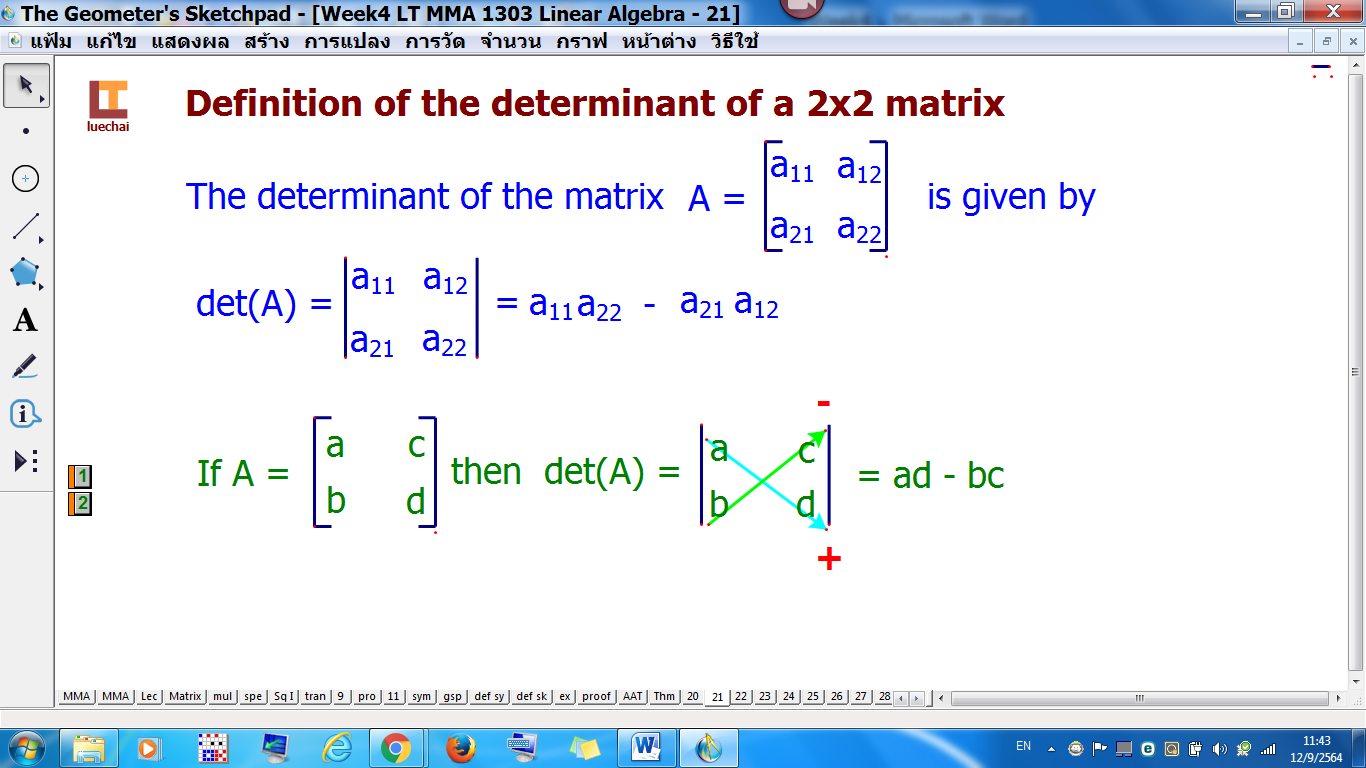 The Geometer's Sketchpad - [Week4 LT MMA 1303 Linear Algebra - 21]
แฟ้ม แก้ไข แสดงผล สร้าง การแปลง การวัด จำนวน กราฟ หน้าต่าง วิธีใช้
LT
luechai
Definition of the determinant of a 2x2 matrix
The determinant of the matrix A = [a₁₁ a₁₂
a₂₁ a₂₂] is given by
det(A) = |a₁₁ a₁₂
a₂₁ a₂₂| = a₁₁a₂₂ - a₂₁a₁₂
-
If A = [a c
b d] then det(A) = |a c
b d| = ad - bc
+
1
2
A
MMA MMA Lec Matrix mul spe Sq I tran 9 pro 11 sym gsp def sy def sk ex proof AAT Thm 20 21 22 23 24 25 26 27 28
EN 11:43
12/9/2564